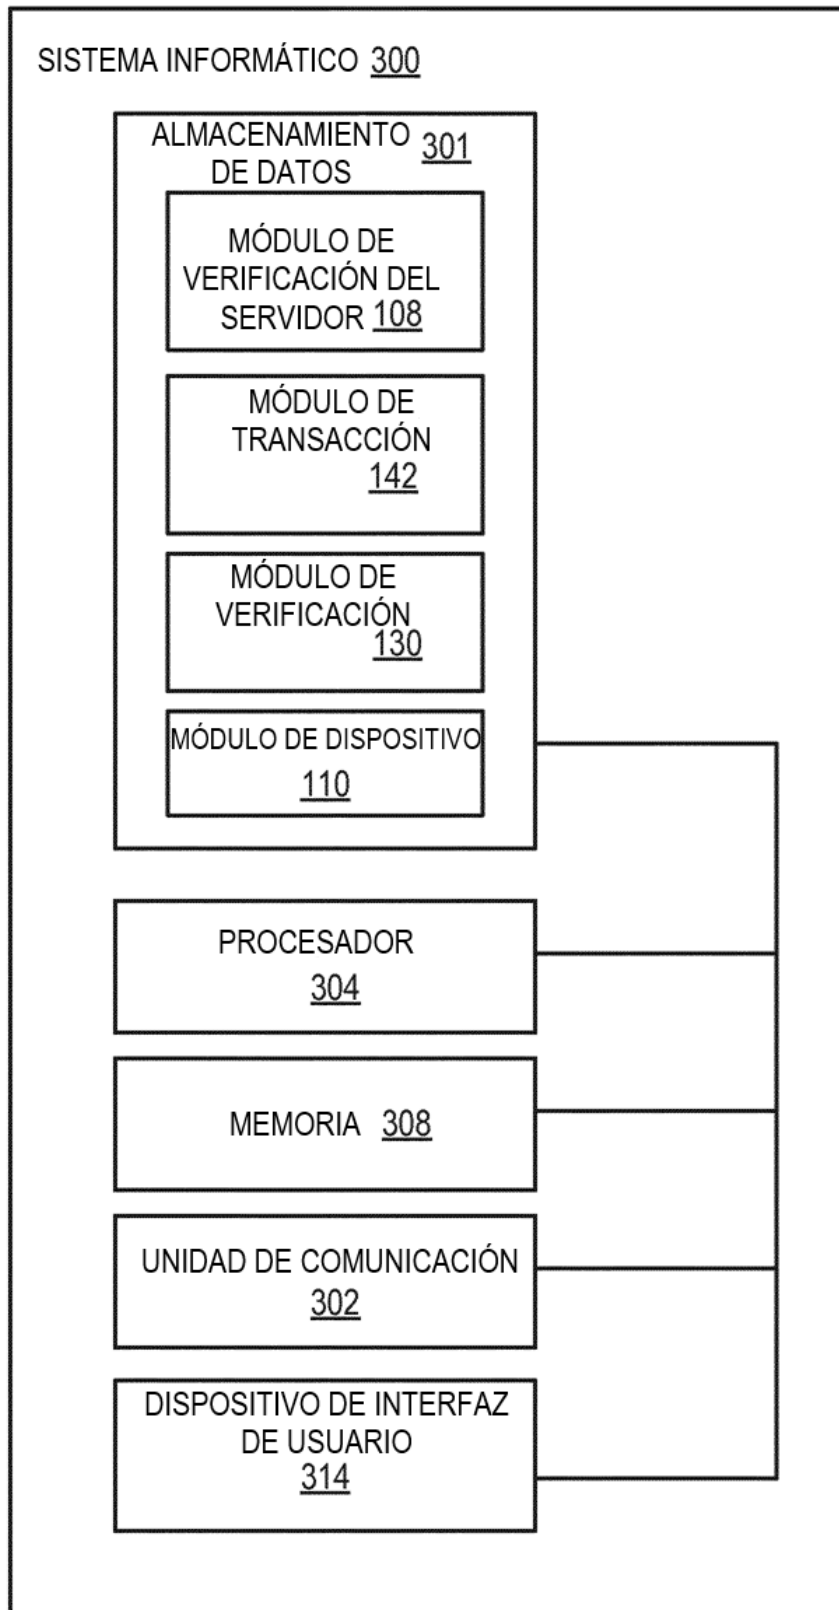 SISTEMA INFORMÁTICO 300
ALMACENAMIENTO 301
DE DATOS
MÓDULO DE
VERIFICACIÓN DEL
SERVIDOR 108
MÓDULO DE
TRANSACCIÓN
142
MÓDULO DE
VERIFICACIÓN
130
MÓDULO DE DISPOSITIVO
110
PROCESADOR
304
MEMORIA 308
UNIDAD DE COMUNICACIÓN
302
DISPOSITIVO DE INTERFAZ
DE USUARIO
314